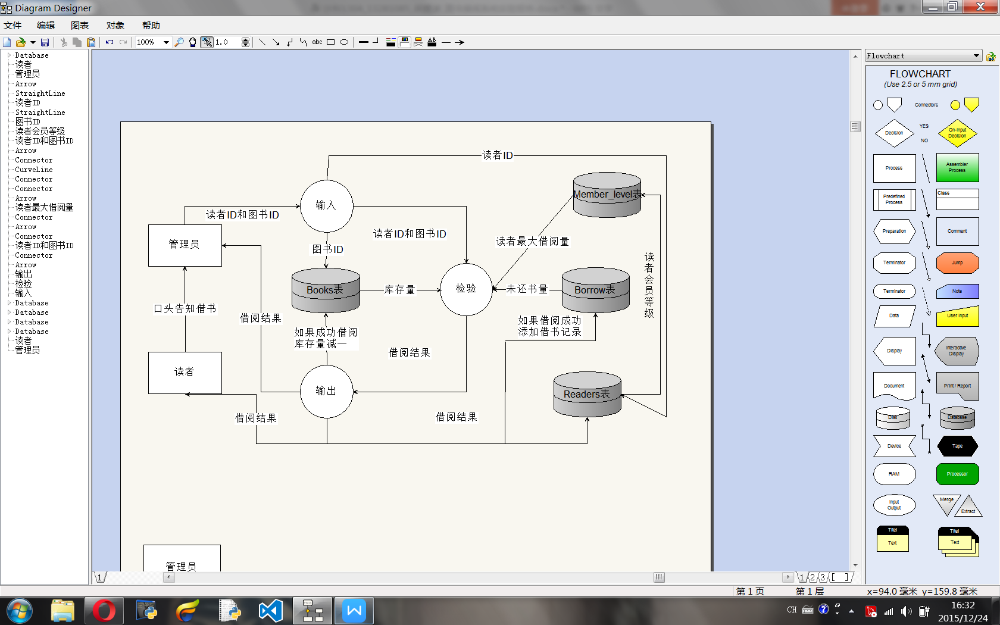 Diagram Designer
文件 编辑 图表 对象 帮助
100% 1.0 abc AB
Database
读者
管理员
Arrow
StraightLine
读者ID
StraightLine
图书ID
读者会员等级
读者ID和图书ID
Arrow
Connector
CurveLine
Connector
Connector
Arrow
读者最大借阅量
Connector
Arrow
Connector
读者ID和图书ID
Connector
Arrow
输出
检验
输入
Database
Database
Database
Database
读者
管理员
读者ID
输入
Member_level表
读者ID和图书ID
读者ID和图书ID
管理员
图书ID
读者最大借阅量
读者会员等级
Books表
库存量
检验
未还书量
Borrow表
口头告知借书
借阅结果
如果成功借阅
库存量减一
如果借阅成功
添加借书记录
借阅结果
读者
输出
Readers表
借阅结果
借阅结果
管理员
Flowchart
FLOWCHART
(Use 2.5 or 5 mm grid)
Connectors
Decision
YES
NO
On-input
Decision
Process
Assembler
Process
Predefined
Process
Class
Preparation
Comment
Terminator
Jump
Terminator
Note
Data
User Input
Display
Interactive
Display
Document
Print / Report
Disk
Database
Device
Tape
RAM
Processor
Input
Output
Merge
Extract
Titel
Text
Titel
Text
1
1 2 3 [ ]
第 1 页 第 1 层 x=94.0 毫米 y=159.8 毫米
CH
16:32
2015/12/24